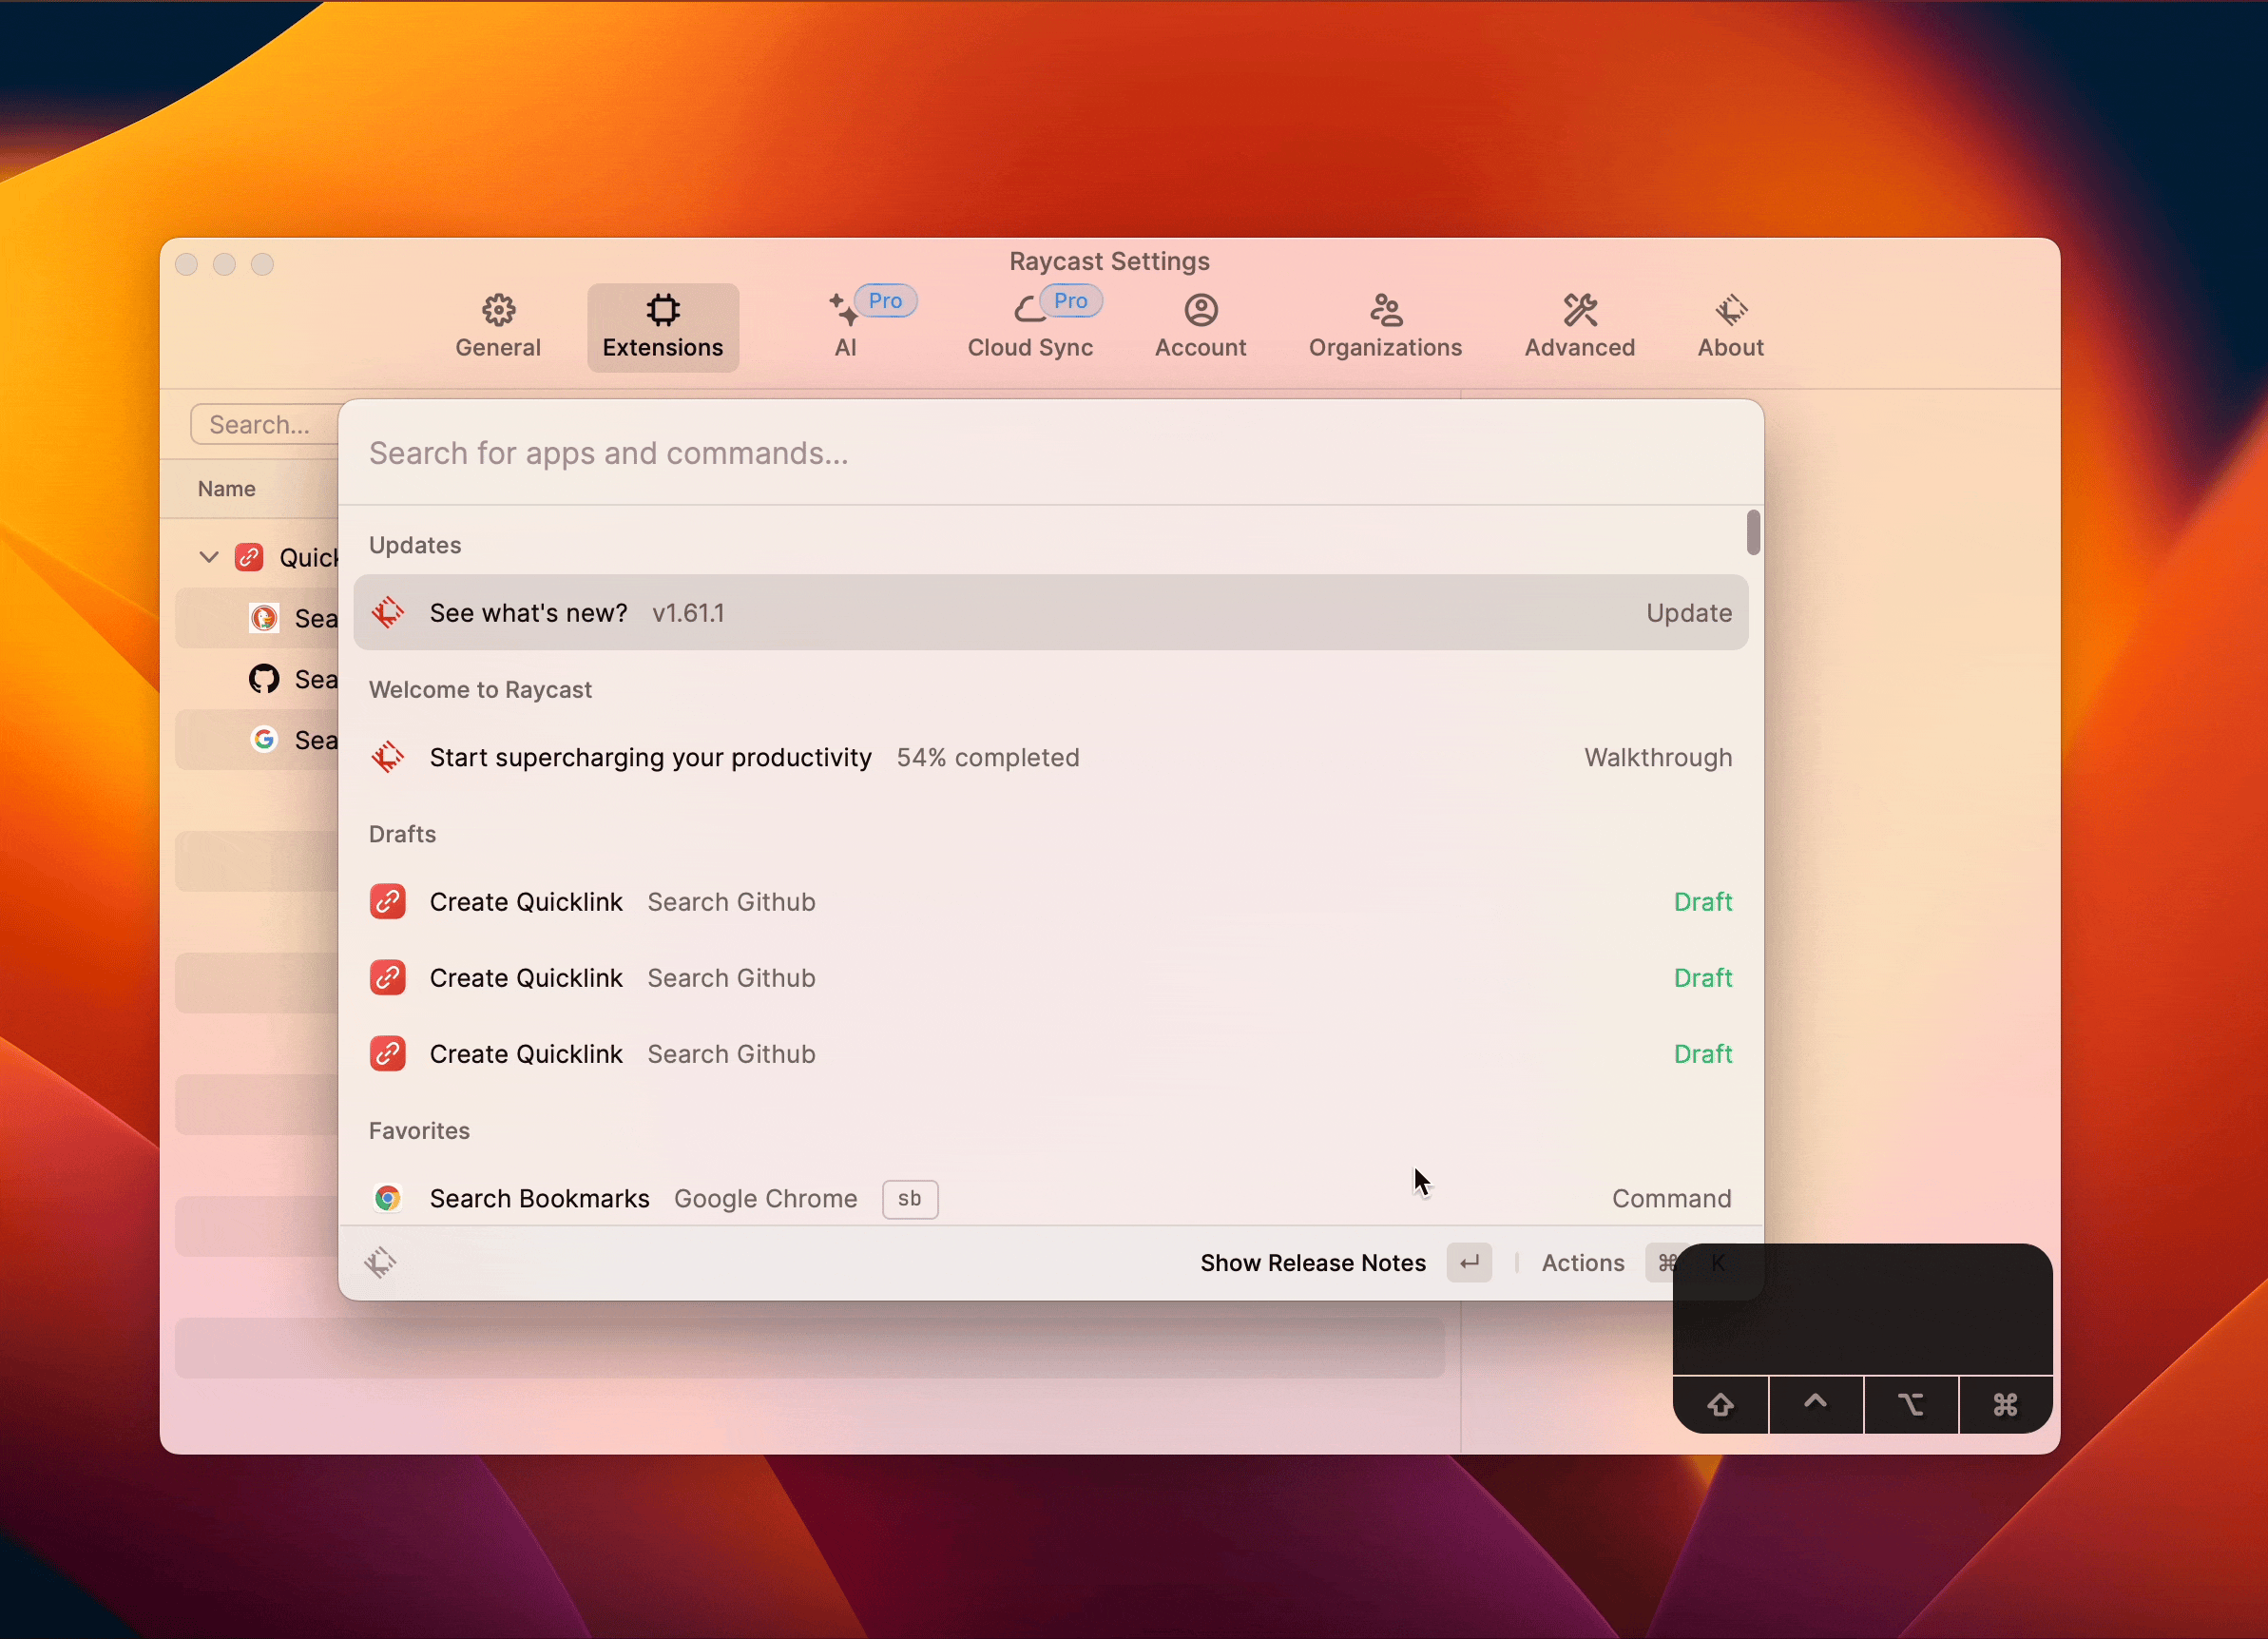 Raycast Settings
Pro
Pro
General
Extensions
AI
Cloud Sync
Account
Organizations
Advanced
About
Search...
Search for apps and commands...
Name
Updates
Quick
See what's new? v1.61.1 Update
Sea
Welcome to Raycast
Sea
Start supercharging your productivity 54% completed Walkthrough
Sea
Drafts
Create Quicklink Search Github Draft
Create Quicklink Search Github Draft
Create Quicklink Search Github Draft
Favorites
Search Bookmarks Google Chrome sb Command
Show Release Notes ↵ Actions ⌘ K
⇧ ^ ⌥ ⌘